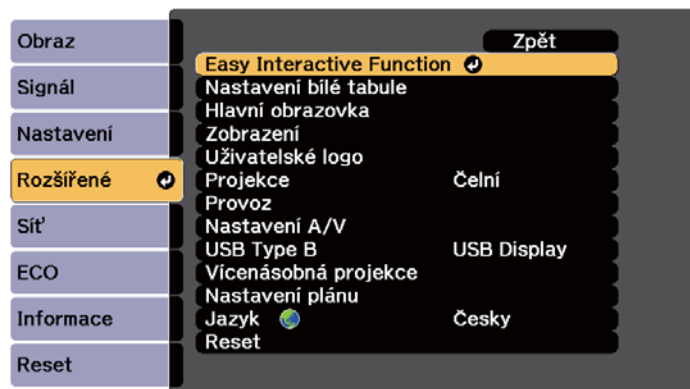 Obraz
Signál
Nastavení
Rozšířené
Síť
ECO
Informace
Reset
Zpět
Easy Interactive Function
Nastavení bílé tabule
Hlavní obrazovka
Zobrazení
Uživatelské logo
Projekce Čelní
Provoz
Nastavení A/V
USB Type B USB Display
Vícenásobná projekce
Nastavení plánu
Jazyk Česky
Reset